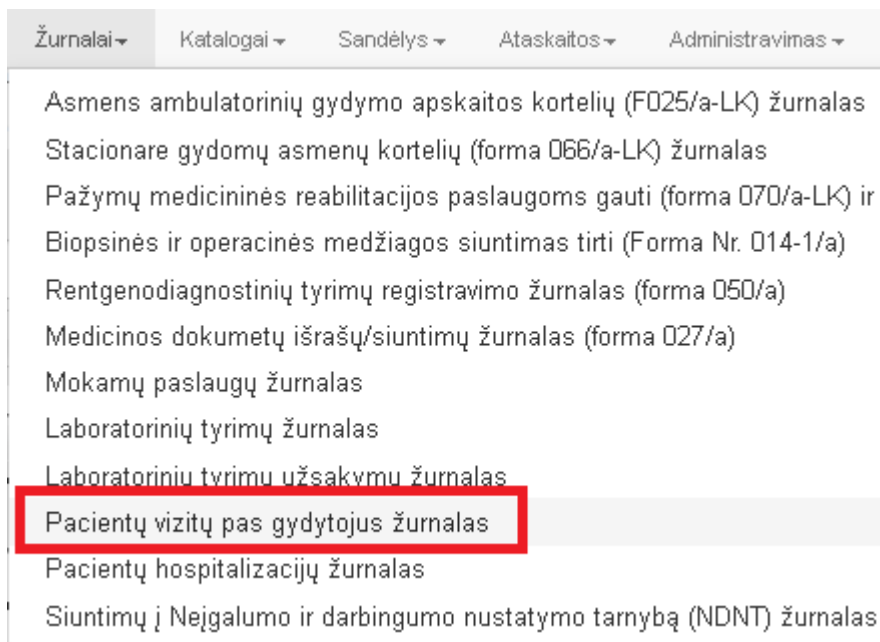 Žurnalai Katalogai Sandėlys Ataskaitos Administravimas
Asmens ambulatorinių gydymo apskaitos kortelių (F025/a-LK) žurnalas
Stacionare gydomų asmenų kortelių (forma 066/a-LK) žurnalas
Pažymų medicininės reabilitacijos paslaugoms gauti (forma 070/a-LK) ir
Biopsinės ir operacinės medžiagos siuntimas tirti (Forma Nr. 014-1/a)
Rentgenodiagnostinių tyrimų registravimo žurnalas (forma 050/a)
Medicinos dokumetų išrašų/siuntimų žurnalas (forma 027/a)
Mokamų paslaugų žurnalas
Laboratorinių tyrimų žurnalas
Laboratorinių tyrimų užsakymų žurnalas
Pacientų vizitų pas gydytojus žurnalas
Pacientų hospitalizacijų žurnalas
Siuntimų į Neįgalumo ir darbingumo nustatymo tarnybą (NDNT) žurnalas